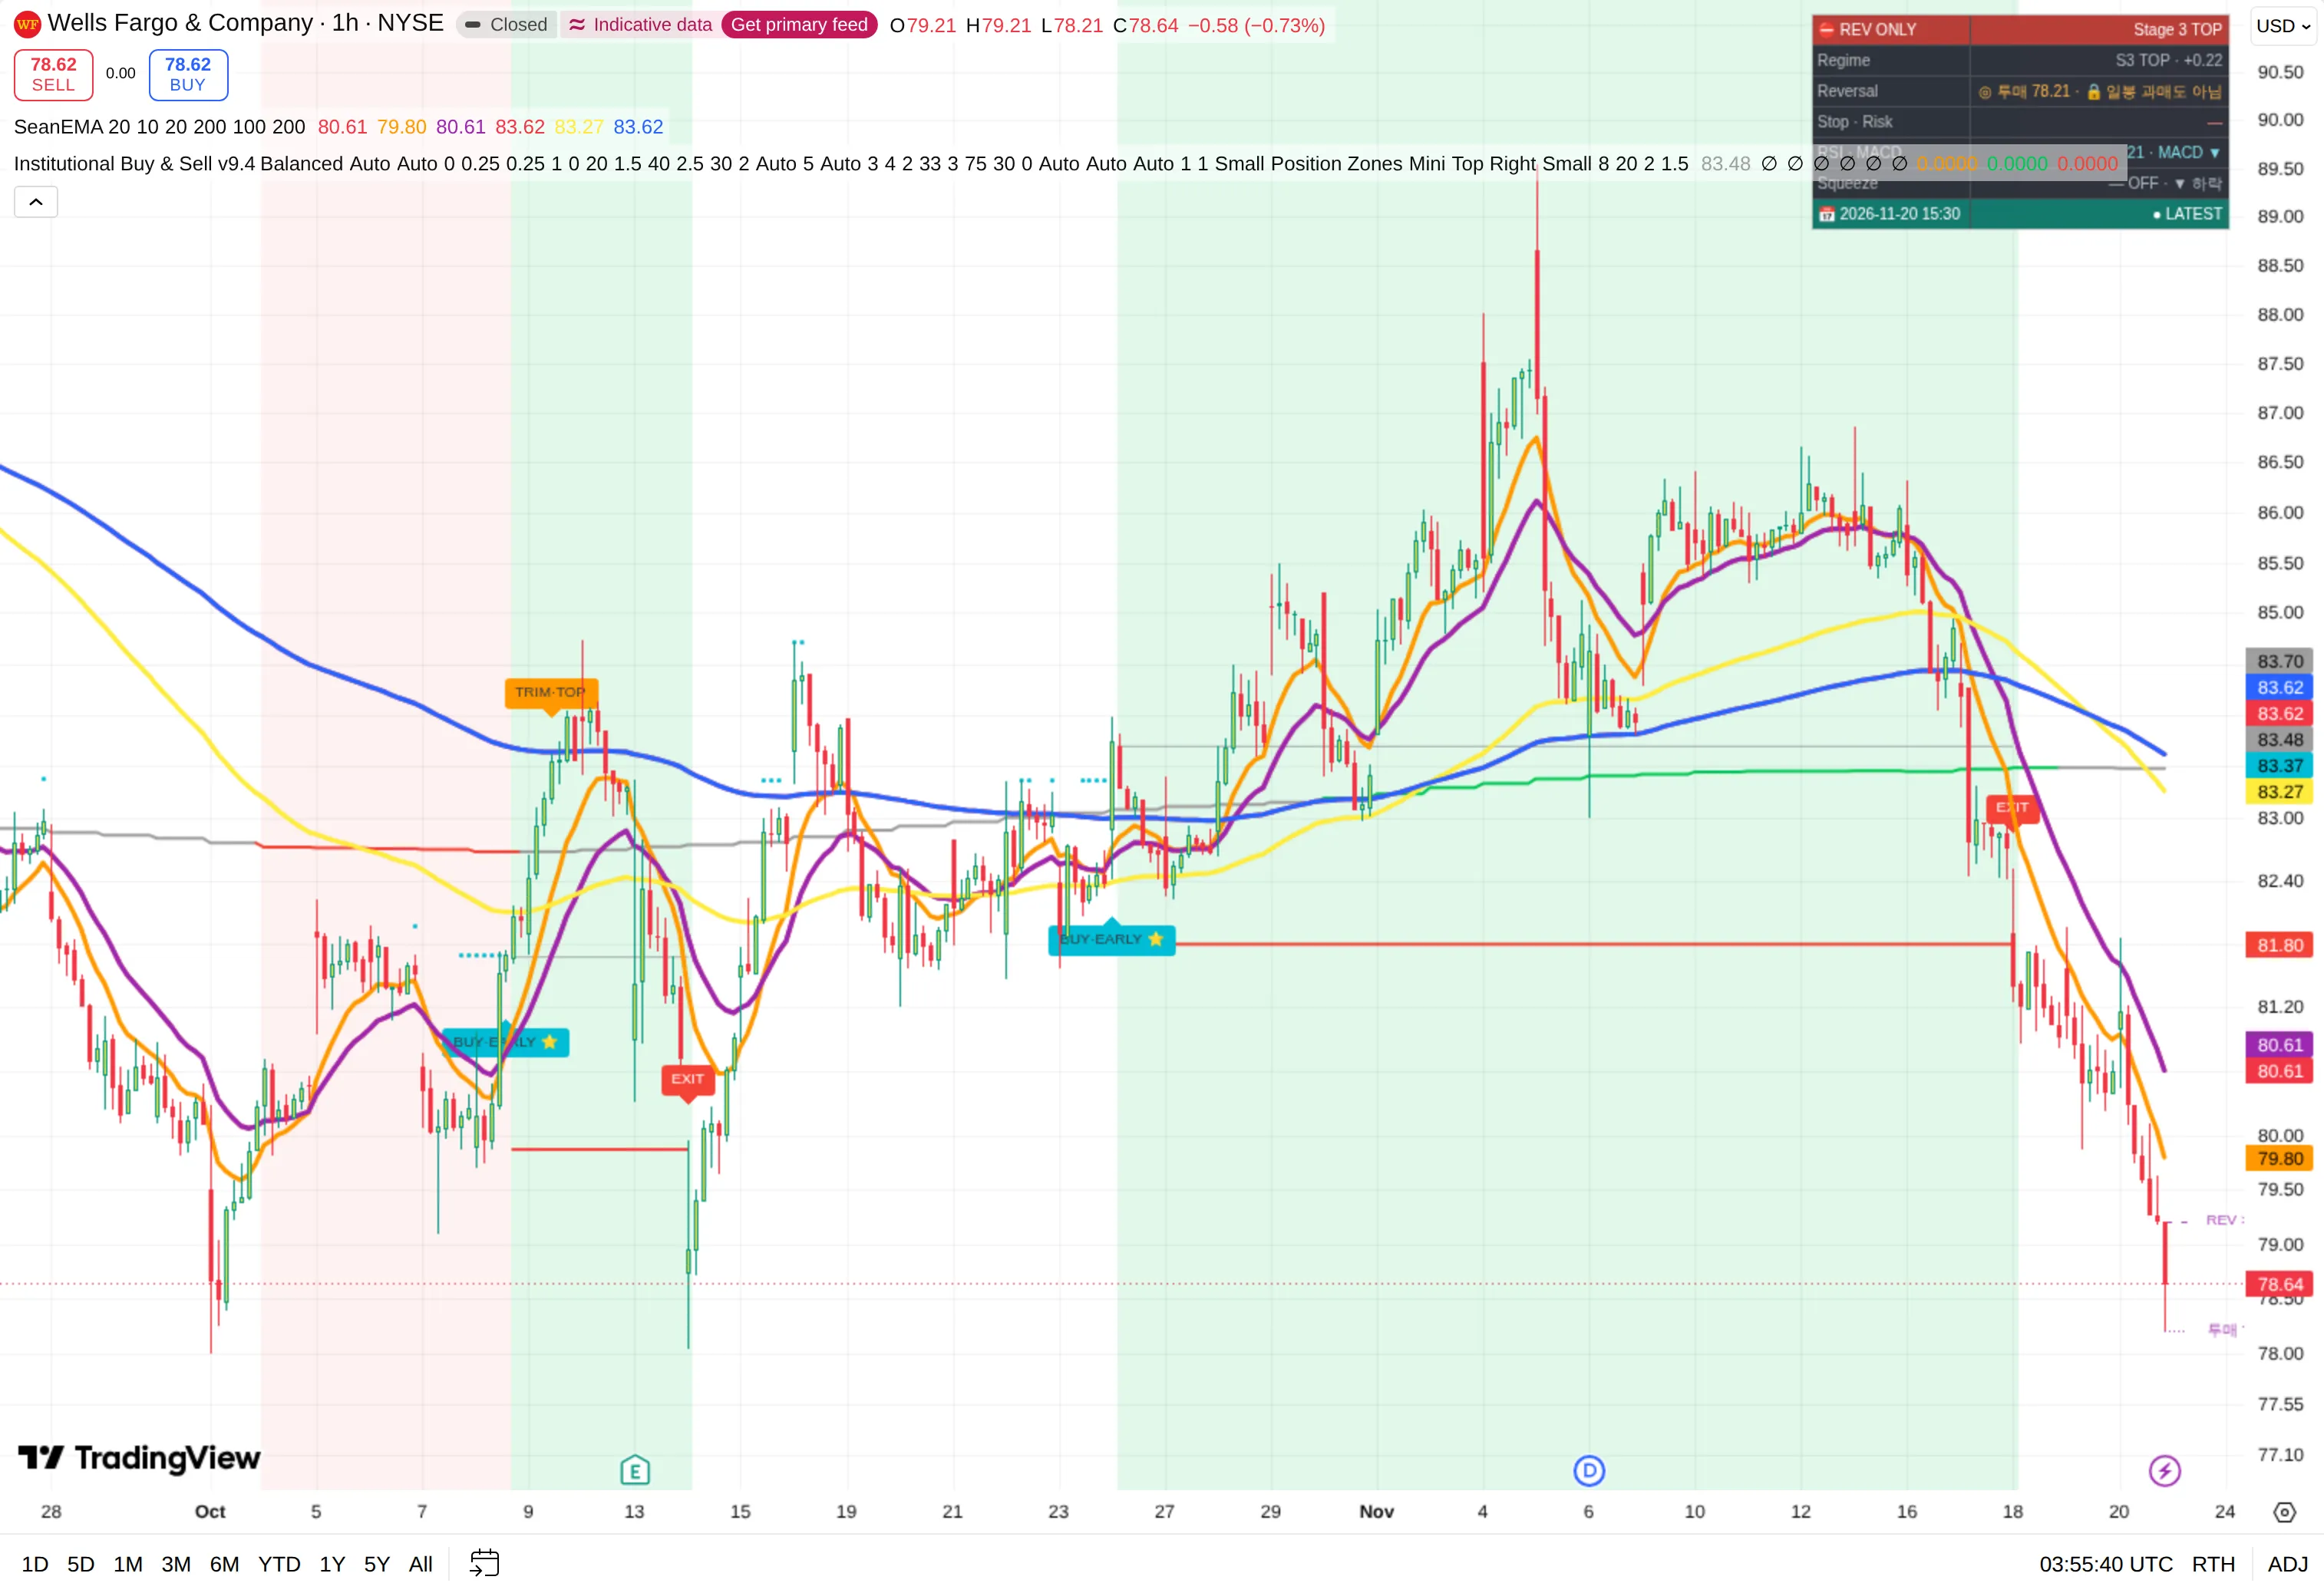 WF Wells Fargo & Company · 1h · NYSE Closed Indicative data Get primary feed O79.21 H79.21 L78.21 C78.64 −0.58 (−0.73%)
78.62 SELL 0.00 78.62 BUY
SeanEMA 20 10 20 200 100 200 80.61 79.80 80.61 83.62 83.27 83.62
Institutional Buy & Sell v9.4 Balanced Auto Auto 0 0.25 0.25 1 0 20 1.5 40 2.5 30 2 Auto 5 Auto 3 4 2 33 3 75 30 0 Auto Auto Auto 1 1 Small Position Zones Mini Top Right Small 8 20 2 1.5 83.48 ∅ ∅ ∅ ∅ ∅ ∅ 0.0000 0.0000 0.0000
REV ONLY Stage 3 TOP
Regime S3 TOP · +0.22
Reversal ◎ 투매 78.21 · 🔒 일봉 과매도 아님
Stop · Risk —
RSI · MACD 21 · MACD ▼
Squeeze — OFF · ▼ 하락
2026-11-20 15:30 ● LATEST
USD
90.50
90.00
89.50
89.00
88.50
88.00
87.50
87.00
86.50
86.00
85.50
85.00
83.70
83.62
83.62
83.48
83.37
83.27
83.00
82.40
81.80
81.20
80.61
80.61
80.00
79.80
79.50
79.00
78.64
78.50
78.00
77.55
77.10
TRIM·TOP
BUY·EARLY ⭐
EXIT
BUY·EARLY ⭐
EXIT
REV :
투매
TradingView
E
D
28 Oct 5 7 9 13 15 19 21 23 27 29 Nov 4 6 10 12 16 18 20 24
1D 5D 1M 3M 6M YTD 1Y 5Y All
03:55:40 UTC RTH ADJ